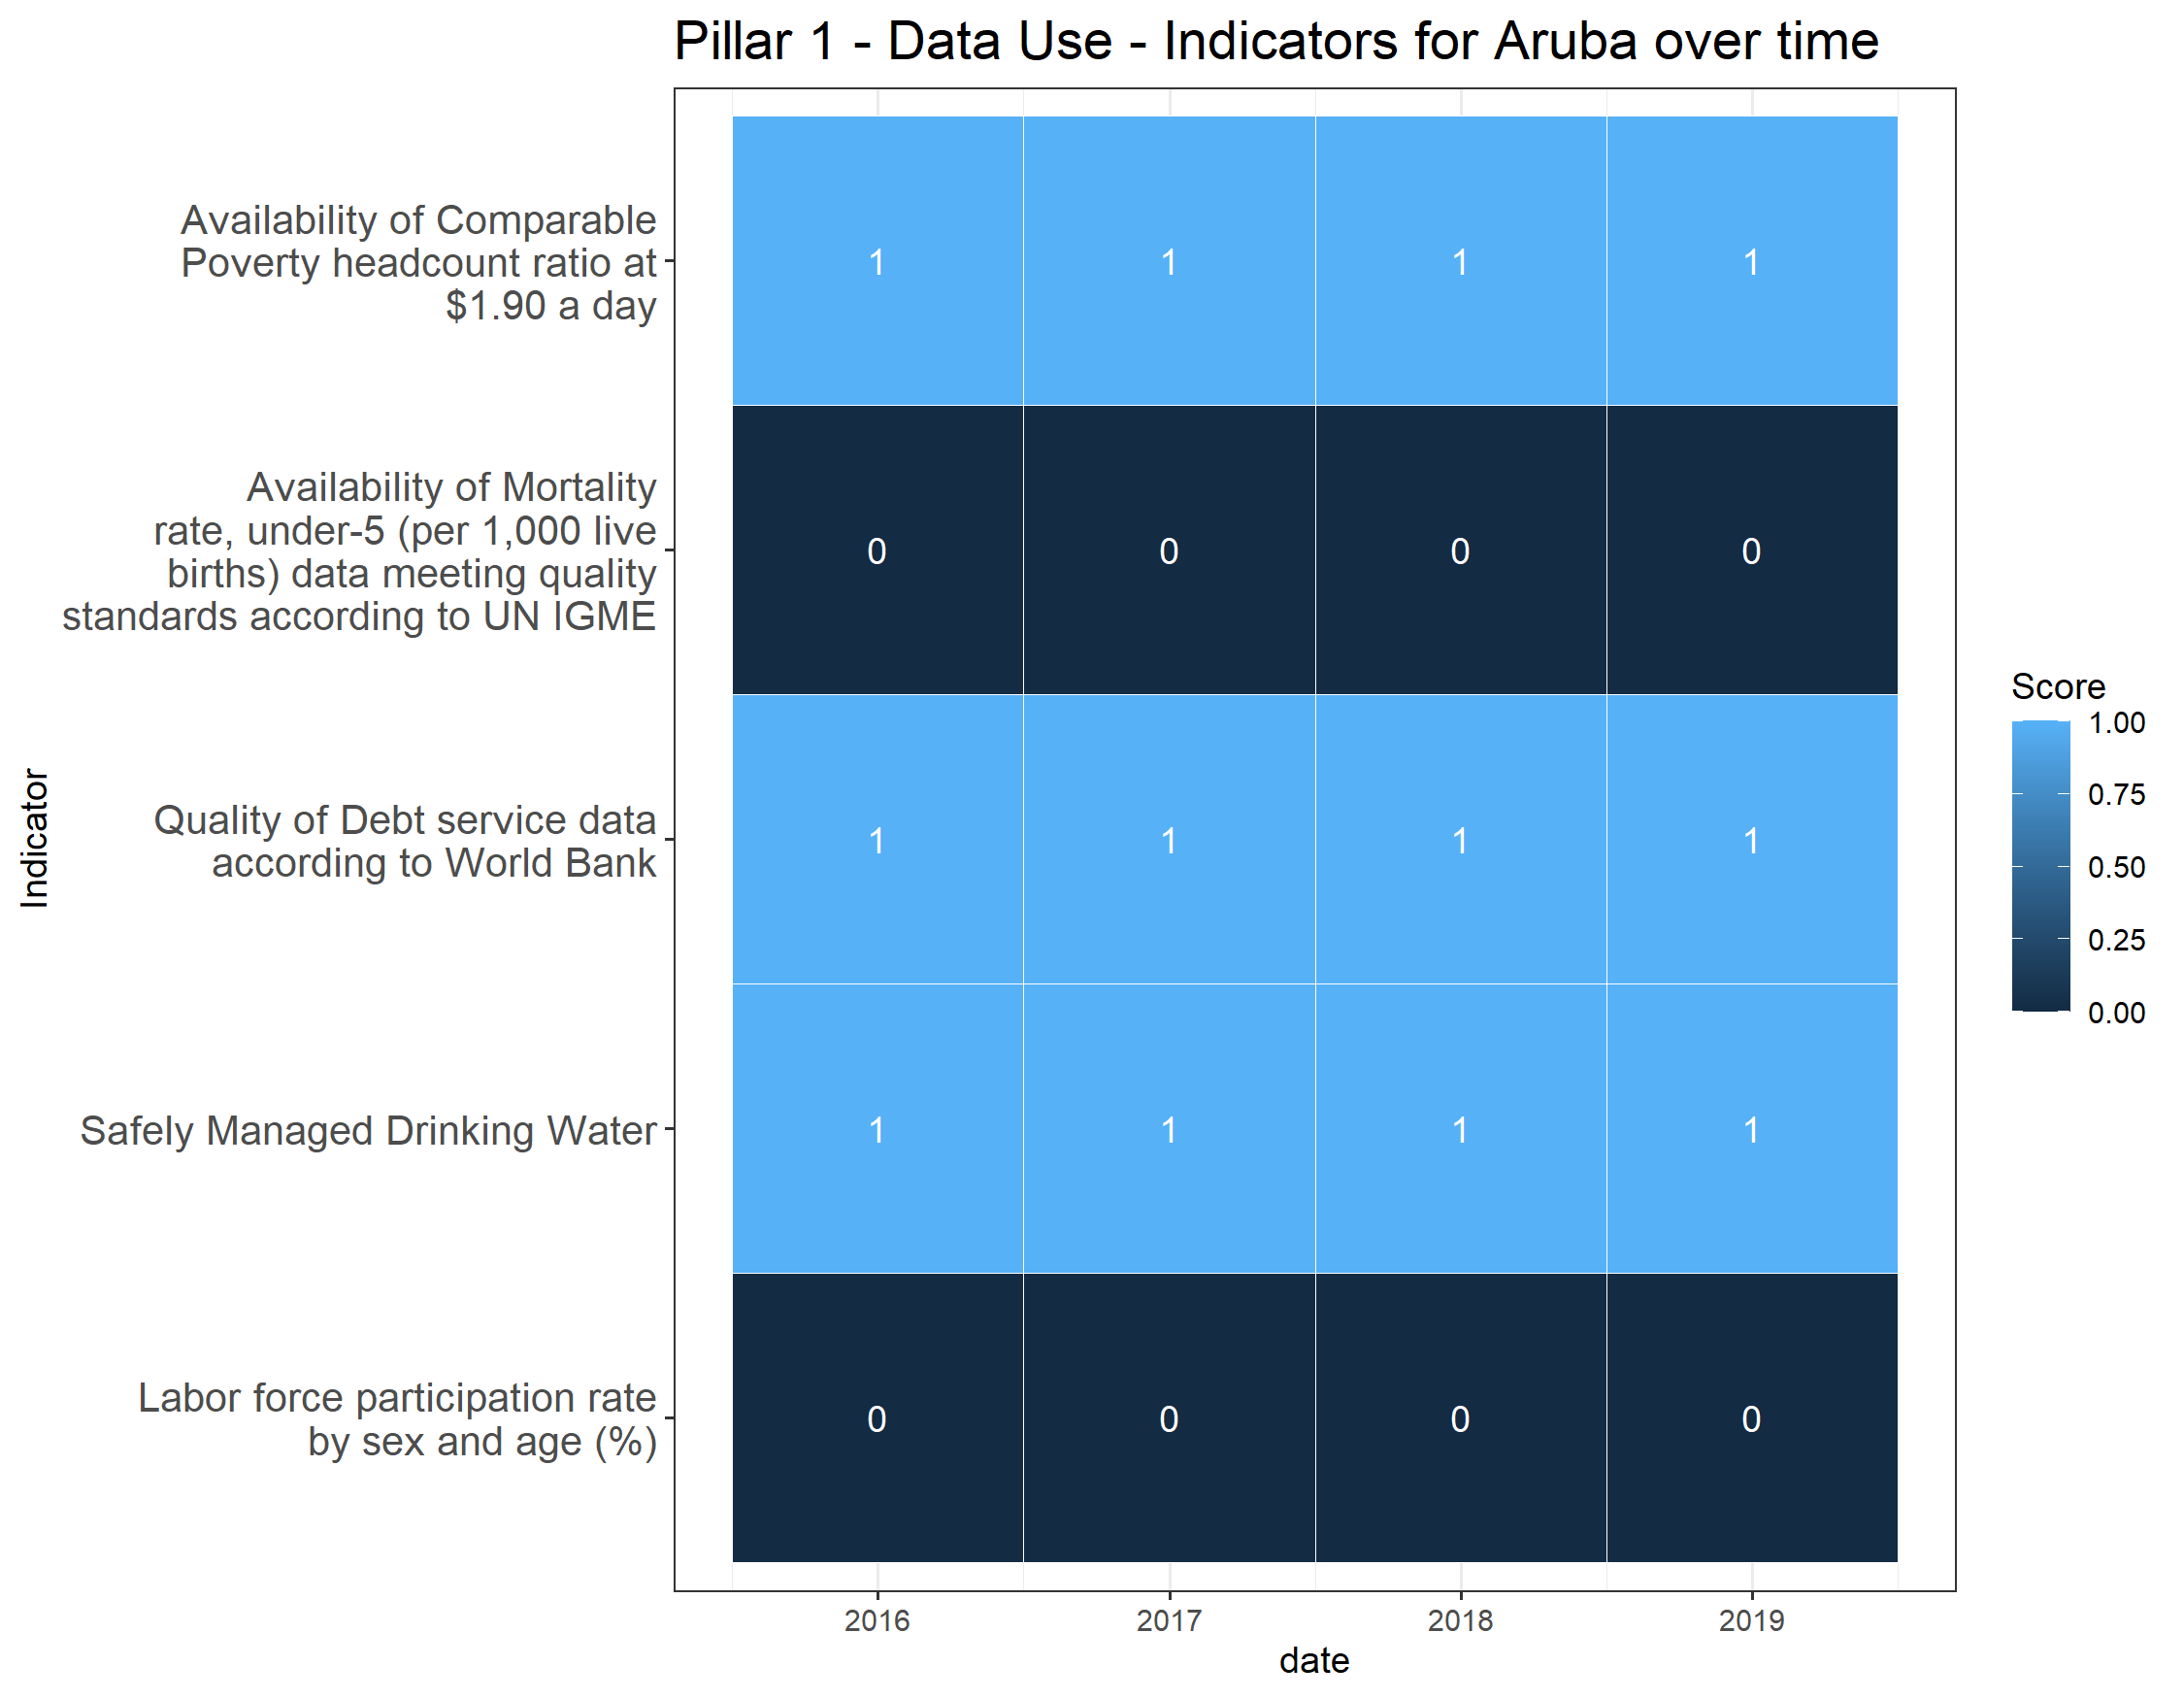 Pillar 1 - Data Use - Indicators for Aruba over time
Indicator
Availability of Comparable
Poverty headcount ratio at
$1.90 a day
1 1 1 1
Availability of Mortality
rate, under-5 (per 1,000 live
births) data meeting quality
standards according to UN IGME
0 0 0 0
Quality of Debt service data
according to World Bank
1 1 1 1
Safely Managed Drinking Water
1 1 1 1
Labor force participation rate
by sex and age (%)
0 0 0 0
2016 2017 2018 2019
date
Score
1.00
0.75
0.50
0.25
0.00